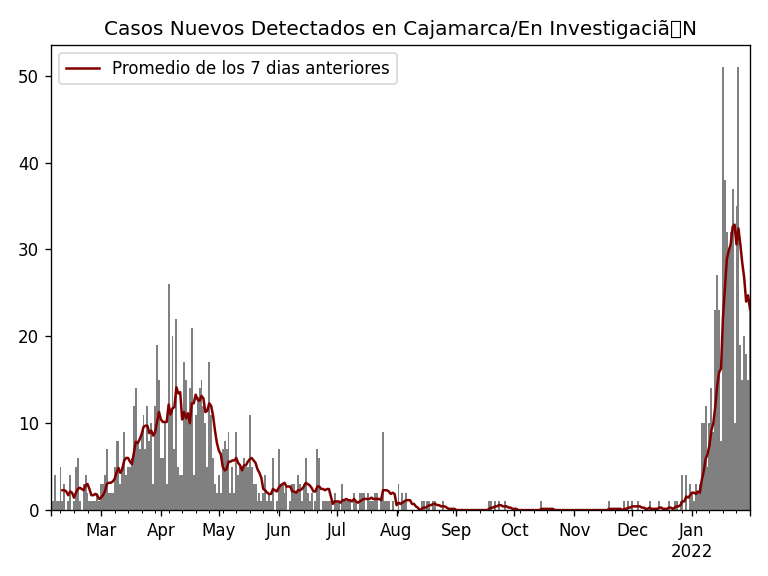 Casos Nuevos Detectados en Cajamarca/En Investigaciã▯N
Promedio de los 7 dias anteriores
50
40
30
20
10
0
Mar Apr May Jun Jul Aug Sep Oct Nov Dec Jan
2022